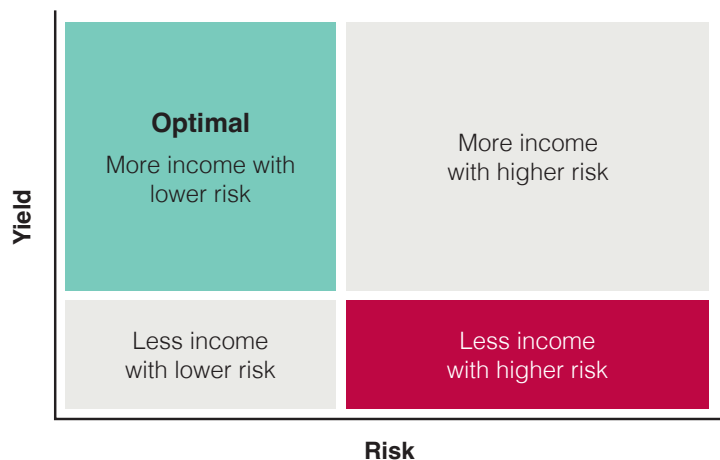 Optimal
More income with
lower risk
More income
with higher risk
Yield
Less income
with lower risk
Less income
with higher risk
Risk